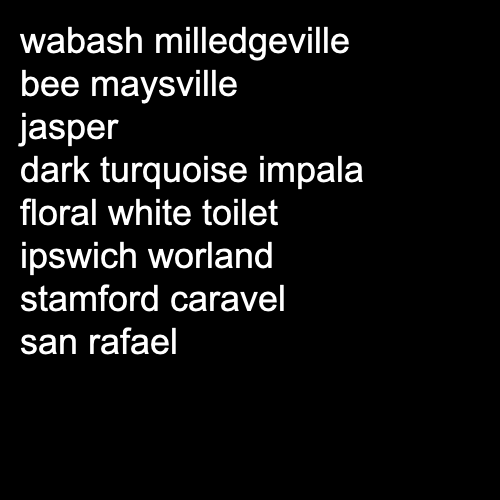 wabash milledgeville
bee maysville
jasper
dark turquoise impala
floral white toilet
ipswich worland
stamford caravel
san rafael